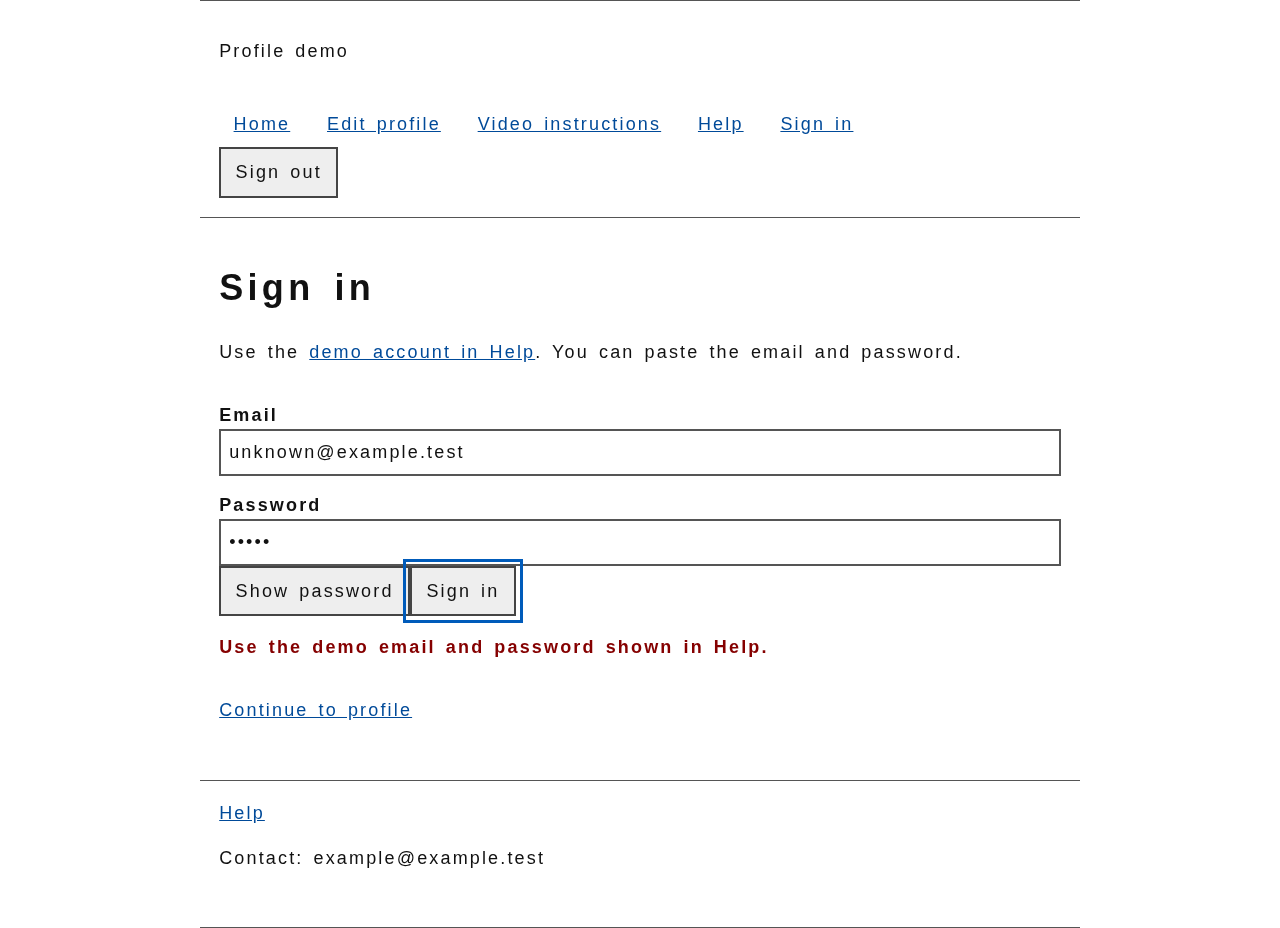 Profile demo
Home Edit profile Video instructions Help Sign in
Sign out
Sign in
Use the demo account in Help. You can paste the email and password.
Email
unknown@example.test
Password
•••••
Show password Sign in
Use the demo email and password shown in Help.
Continue to profile
Help
Contact: example@example.test